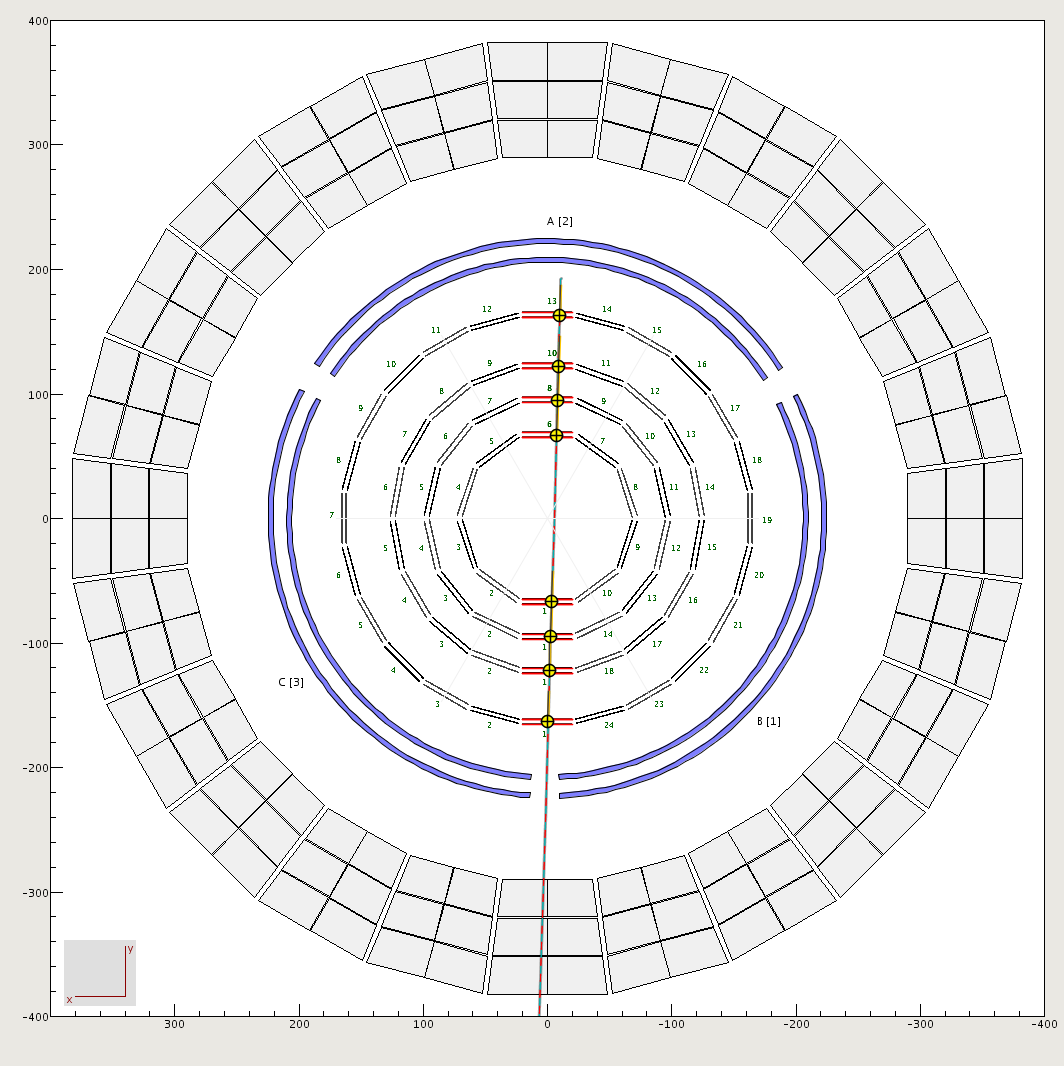 400
300
200
100
0
-100
-200
-300
-400
A [2]
13
12 14
11 15
10 16
10
9 11
9 8 12 17
8
7 9
7 6 10 13
6
5 7
8 18
6 5 4 8 11 14
7 19
5 4 3 9 12 15
6 20
2 10
4 3 1 13 16
5 21
2 14
3 1 17
4 2 18 22
C [3] 1
3 23
2 24
1
B [1]
y
x
300 200 100 0 -100 -200 -300 -400